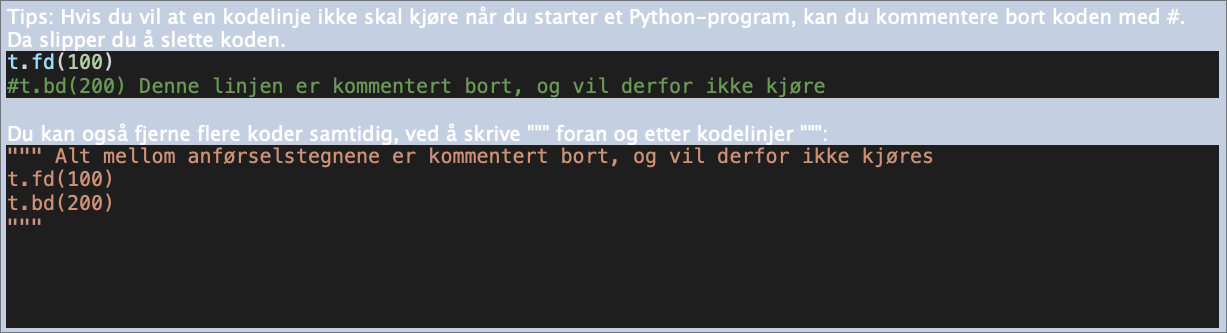 Tips: Hvis du vil at en kodelinje ikke skal kjøre når du starter et Python-program, kan du kommentere bort koden med #.
Da slipper du å slette koden.
t.fd(100)
#t.bd(200) Denne linjen er kommentert bort, og vil derfor ikke kjøre
Du kan også fjerne flere koder samtidig, ved å skrive """ foran og etter kodelinjer """:
""" Alt mellom anførselstegnene er kommentert bort, og vil derfor ikke kjøres
t.fd(100)
t.bd(200)
"""